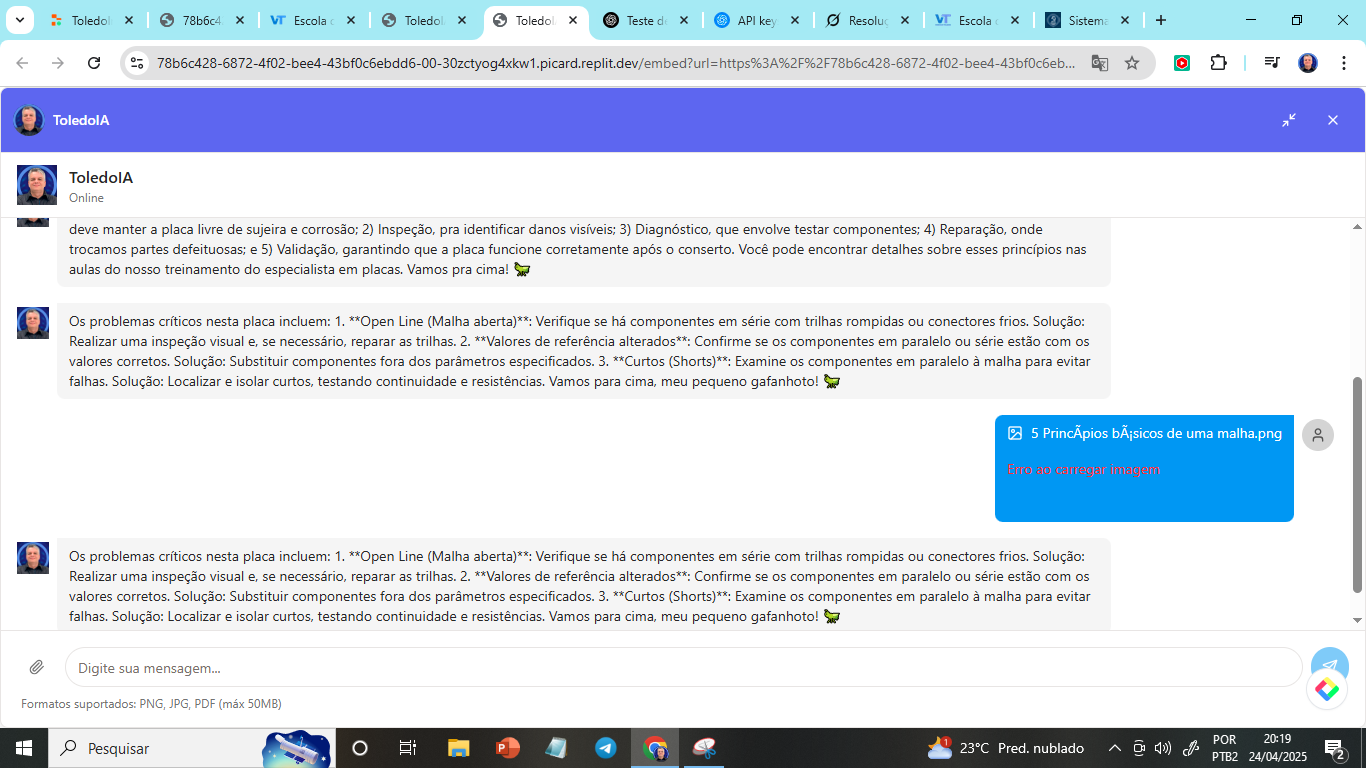 Toledol
78b6c4
VT Escola d
Toledol
Toledol
Teste de
API key
Resoluç
VT Escola d
Sistema
78b6c428-6872-4f02-bee4-43bf0c6ebdd6-00-30zctyog4xkw1.picard.replit.dev/embed?url=https%3A%2F%2F78b6c428-6872-4f02-bee4-43bf0c6eb...
ToledoIA
ToledoIA
Online
deve manter a placa livre de sujeira e corrosão; 2) Inspeção, pra identificar danos visíveis; 3) Diagnóstico, que envolve testar componentes; 4) Reparação, onde
trocamos partes defeituosas; e 5) Validação, garantindo que a placa funcione corretamente após o conserto. Você pode encontrar detalhes sobre esses princípios nas
aulas do nosso treinamento do especialista em placas. Vamos pra cima! 🦗
Os problemas críticos nesta placa incluem: 1. **Open Line (Malha aberta)**: Verifique se há componentes em série com trilhas rompidas ou conectores frios. Solução:
Realizar uma inspeção visual e, se necessário, reparar as trilhas. 2. **Valores de referência alterados**: Confirme se os componentes em paralelo ou série estão com os
valores corretos. Solução: Substituir componentes fora dos parâmetros especificados. 3. **Curtos (Shorts)**: Examine os componentes em paralelo à malha para evitar
falhas. Solução: Localizar e isolar curtos, testando continuidade e resistências. Vamos para cima, meu pequeno gafanhoto! 🦗
5 PrincÃpios bÃ¡sicos de uma malha.png
Erro ao carregar imagem
Os problemas críticos nesta placa incluem: 1. **Open Line (Malha aberta)**: Verifique se há componentes em série com trilhas rompidas ou conectores frios. Solução:
Realizar uma inspeção visual e, se necessário, reparar as trilhas. 2. **Valores de referência alterados**: Confirme se os componentes em paralelo ou série estão com os
valores corretos. Solução: Substituir componentes fora dos parâmetros especificados. 3. **Curtos (Shorts)**: Examine os componentes em paralelo à malha para evitar
falhas. Solução: Localizar e isolar curtos, testando continuidade e resistências. Vamos para cima, meu pequeno gafanhoto! 🦗
Digite sua mensagem...
Formatos suportados: PNG, JPG, PDF (máx 50MB)
Pesquisar
1
23°C Pred. nublado
POR
PTB2
20:19
24/04/2025
2